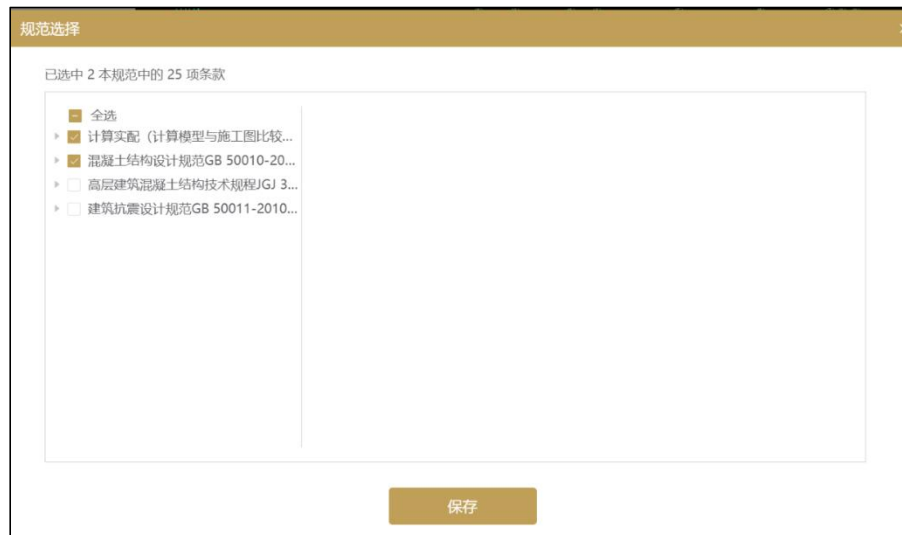 规范选择
已选中 2 本规范中的 25 项条款
全选
计算实配（计算模型与施工图比较...
混凝土结构设计规范GB 50010-20...
高层建筑混凝土结构技术规程JGJ 3...
建筑抗震设计规范GB 50011-2010...
保存